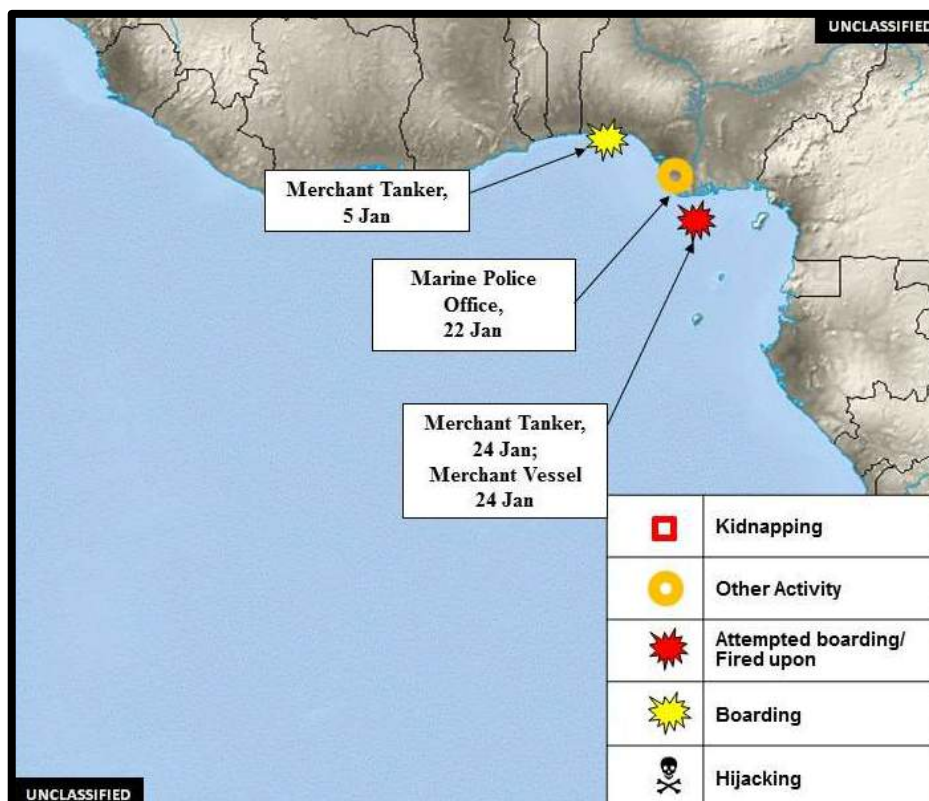 UNCLASSIFIED
Merchant Tanker,
5 Jan
Marine Police
Office,
22 Jan
Merchant Tanker,
24 Jan;
Merchant Vessel
24 Jan
Kidnapping
Other Activity
Attempted boarding/
Fired upon
Boarding
Hijacking
UNCLASSIFIED